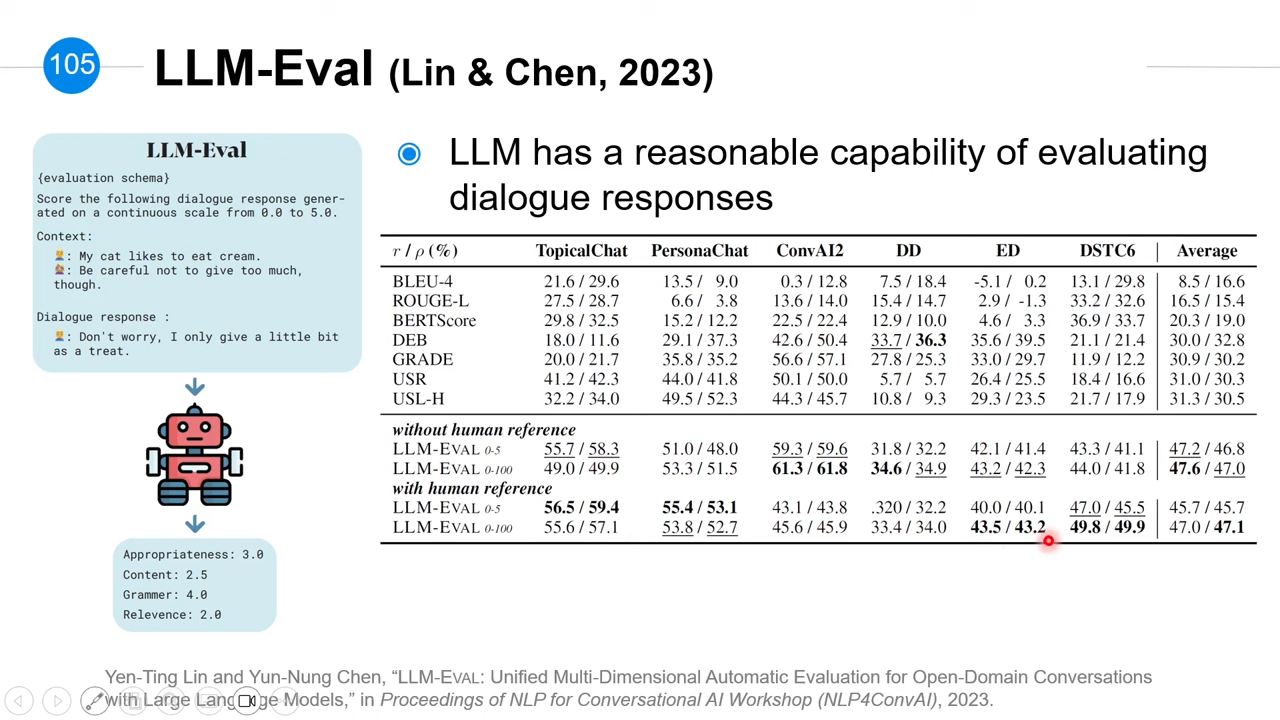 105
LLM-Eval (Lin & Chen, 2023)
LLM-Eval
{evaluation schema}
Score the following dialogue response gener-
ated on a continuous scale from 0.0 to 5.0.
Context:
: My cat likes to eat cream.
: Be careful not to give too much,
though.
Dialogue response :
: Don't worry, I only give a little bit
as a treat.
Appropriateness: 3.0
Content: 2.5
Grammer: 4.0
Relevence: 2.0
LLM has a reasonable capability of evaluating
dialogue responses
r / ρ (%) TopicalChat PersonaChat ConvAI2 DD ED DSTC6 Average
BLEU-4 21.6 / 29.6 13.5 / 9.0 0.3 / 12.8 7.5 / 18.4 -5.1 / 0.2 13.1 / 29.8 8.5 / 16.6
ROUGE-L 27.5 / 28.7 6.6 / 3.8 13.6 / 14.0 15.4 / 14.7 2.9 / -1.3 33.2 / 32.6 16.5 / 15.4
BERTScore 29.8 / 32.5 15.2 / 12.2 22.5 / 22.4 12.9 / 10.0 4.6 / 3.3 36.9 / 33.7 20.3 / 19.0
DEB 18.0 / 11.6 29.1 / 37.3 42.6 / 50.4 33.7 / 36.3 35.6 / 39.5 21.1 / 21.4 30.0 / 32.8
GRADE 20.0 / 21.7 35.8 / 35.2 56.6 / 57.1 27.8 / 25.3 33.0 / 29.7 11.9 / 12.2 30.9 / 30.2
USR 41.2 / 42.3 44.0 / 41.8 50.1 / 50.0 5.7 / 5.7 26.4 / 25.5 18.4 / 16.6 31.0 / 30.3
USL-H 32.2 / 34.0 49.5 / 52.3 44.3 / 45.7 10.8 / 9.3 29.3 / 23.5 21.7 / 17.9 31.3 / 30.5
without human reference
LLM-EVAL 0-5 55.7 / 58.3 51.0 / 48.0 59.3 / 59.6 31.8 / 32.2 42.1 / 41.4 43.3 / 41.1 47.2 / 46.8
LLM-EVAL 0-100 49.0 / 49.9 53.3 / 51.5 61.3 / 61.8 34.6 / 34.9 43.2 / 42.3 44.0 / 41.8 47.6 / 47.0
with human reference
LLM-EVAL 0-5 56.5 / 59.4 55.4 / 53.1 43.1 / 43.8 .320 / 32.2 40.0 / 40.1 47.0 / 45.5 45.7 / 45.7
LLM-EVAL 0-100 55.6 / 57.1 53.8 / 52.7 45.6 / 45.9 33.4 / 34.0 43.5 / 43.2 49.8 / 49.9 47.0 / 47.1
Yen-Ting Lin and Yun-Nung Chen, “LLM-EVAL: Unified Multi-Dimensional Automatic Evaluation for Open-Domain Conversations
with Large Language Models,” in Proceedings of NLP for Conversational AI Workshop (NLP4ConvAI), 2023.